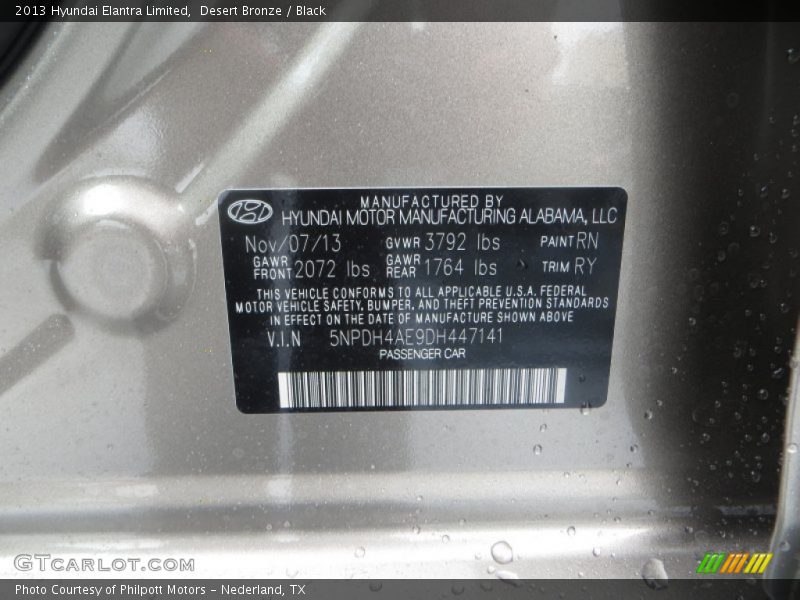 2013 Hyundai Elantra Limited, Desert Bronze / Black
MANUFACTURED BY
HYUNDAI MOTOR MANUFACTURING ALABAMA, LLC
Nov/07/13 GVWR 3792 lbs PAINT RN
GAWR FRONT 2072 lbs GAWR REAR 1764 lbs TRIM RY
THIS VEHICLE CONFORMS TO ALL APPLICABLE U.S.A. FEDERAL
MOTOR VEHICLE SAFETY, BUMPER, AND THEFT PREVENTION STANDARDS
IN EFFECT ON THE DATE OF MANUFACTURE SHOWN ABOVE
V.I.N 5NPDH4AE9DH447141
PASSENGER CAR
GTCARLOT.COM
Photo Courtesy of Philpott Motors - Nederland, TX